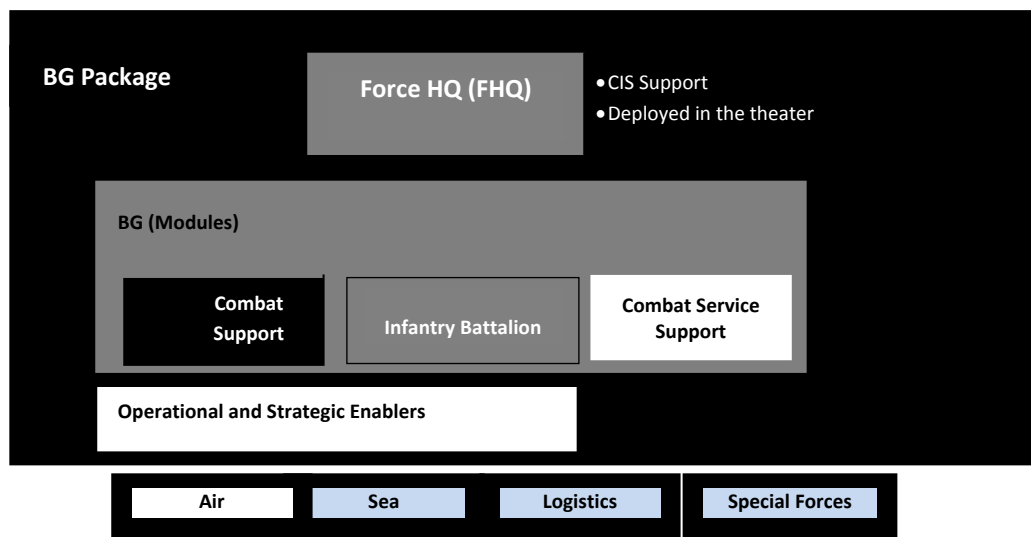 BG Package
Force HQ (FHQ)
•CIS Support
•Deployed in the theater
BG (Modules)
Combat
Support
Infantry Battalion
Combat Service
Support
Operational and Strategic Enablers
Air
Sea
Logistics
Special Forces